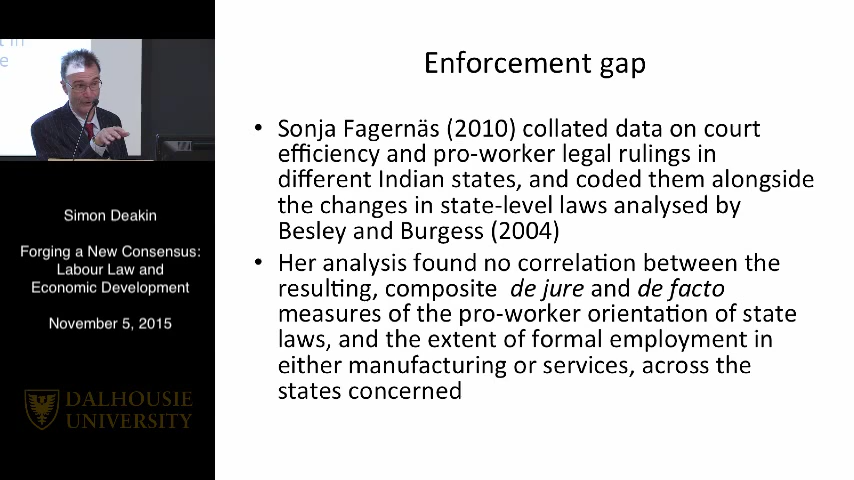 t in
e
Simon Deakin
Forging a New Consensus:
Labour Law and
Economic Development
November 5, 2015
DALHOUSIE
UNIVERSITY
Enforcement gap
• Sonja Fagernäs (2010) collated data on court
efficiency and pro-worker legal rulings in
different Indian states, and coded them alongside
the changes in state-level laws analysed by
Besley and Burgess (2004)
• Her analysis found no correlation between the
resulting, composite de jure and de facto
measures of the pro-worker orientation of state
laws, and the extent of formal employment in
either manufacturing or services, across the
states concerned